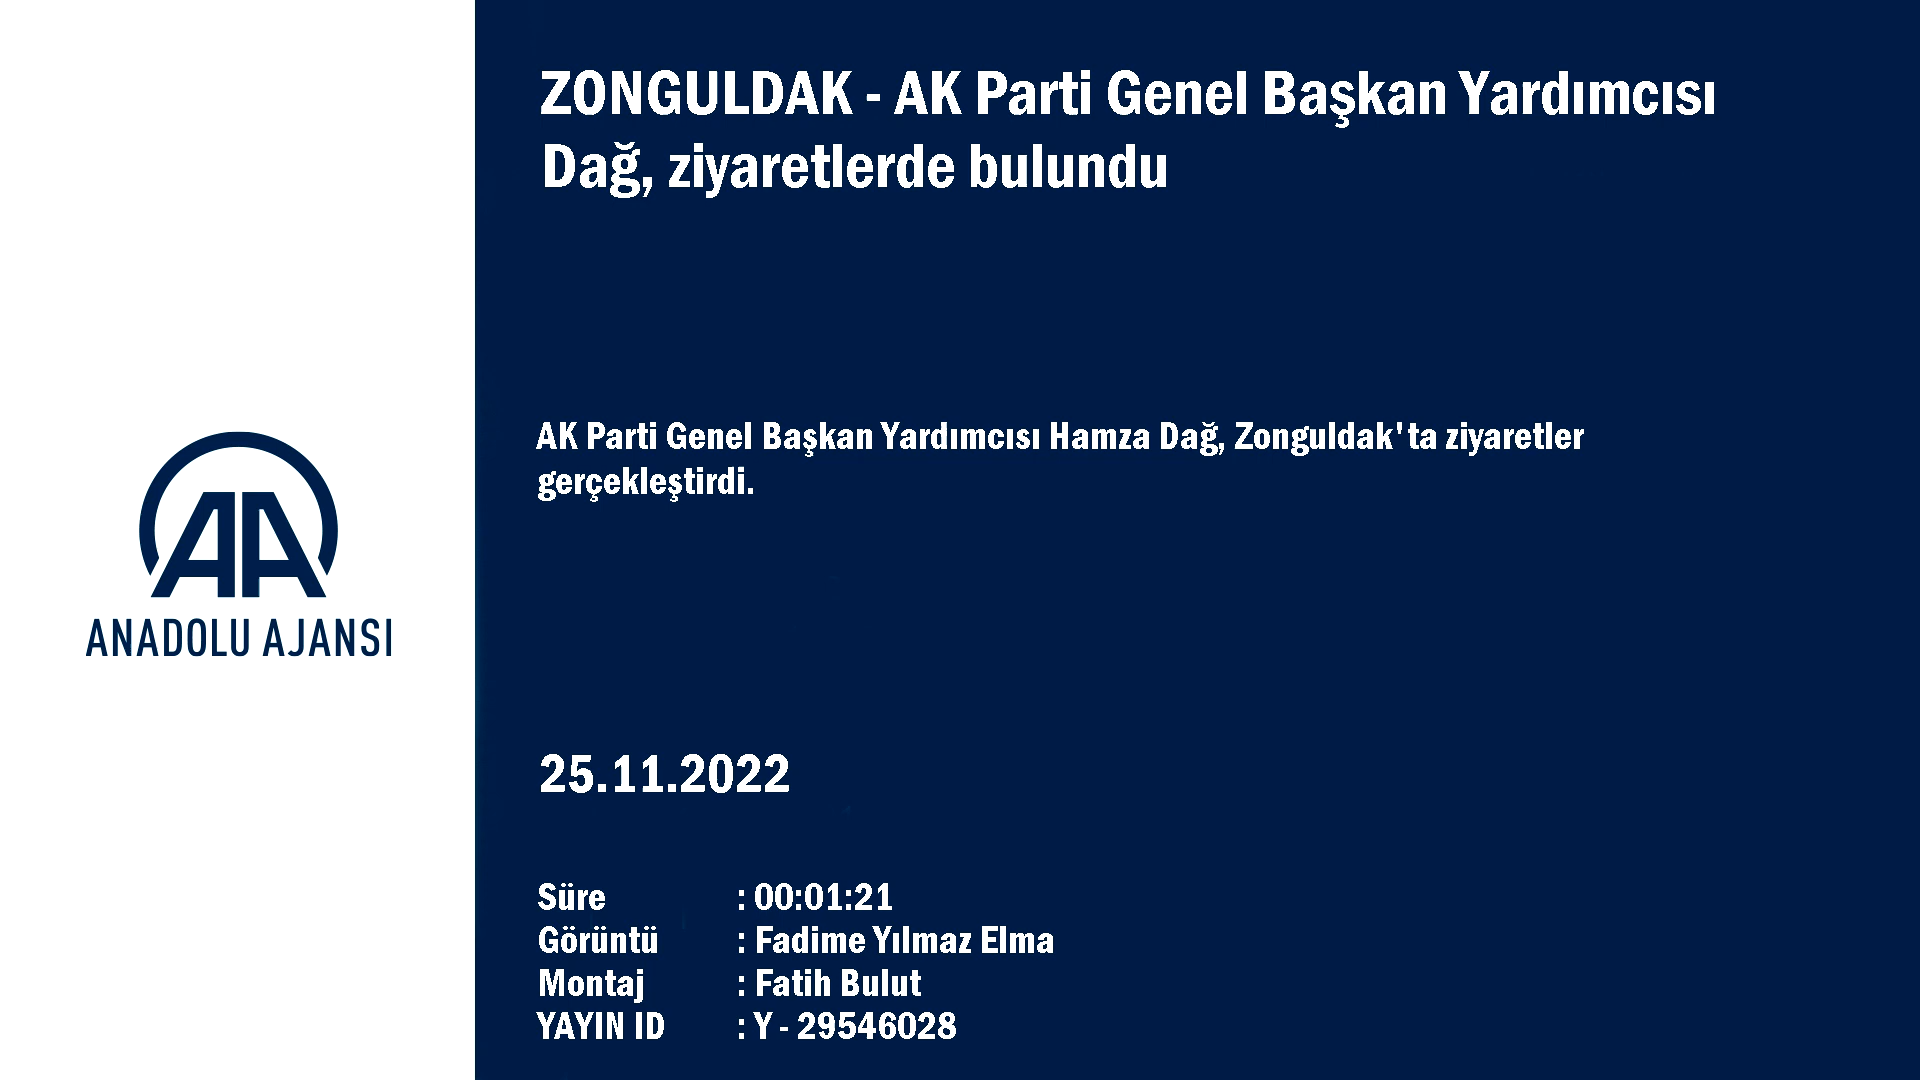 ZONGULDAK - AK Parti Genel Başkan Yardımcısı
Dağ, ziyaretlerde bulundu
AK Parti Genel Başkan Yardımcısı Hamza Dağ, Zonguldak'ta ziyaretler
gerçekleştirdi.
AA
ANADOLU AJANSI
25.11.2022
Süre : 00:01:21
Görüntü : Fadime Yılmaz Elma
Montaj : Fatih Bulut
YAYIN ID : Y - 29546028